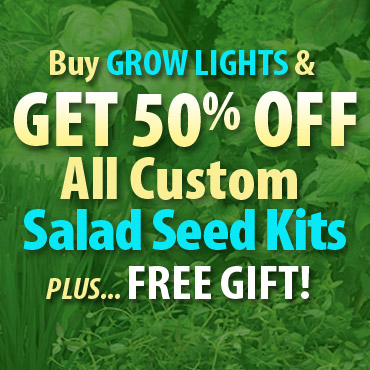 Buy GROW LIGHTS &
GET 50% OFF
All Custom
Salad Seed Kits
PLUS... FREE GIFT!